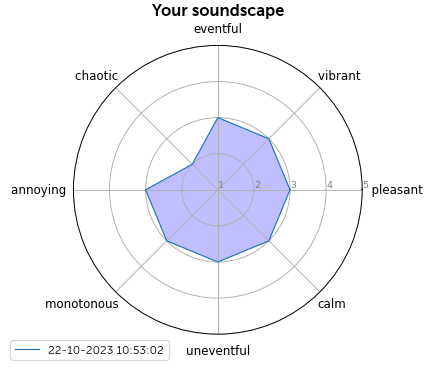 Your soundscape
eventful
chaotic
vibrant
annoying
1
2
3
4
5
pleasant
monotonous
calm
22-10-2023 10:53:02
uneventful